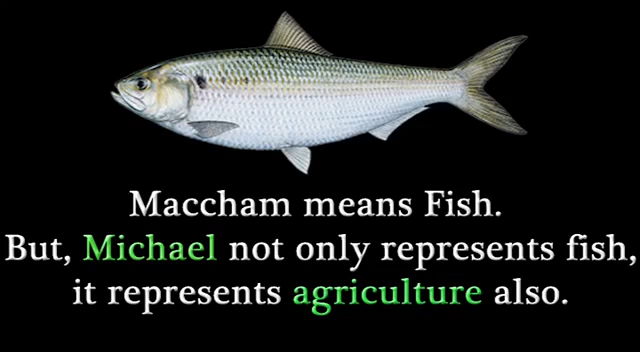 Maccham means Fish.
But, Michael not only represents fish,
it represents agriculture also.